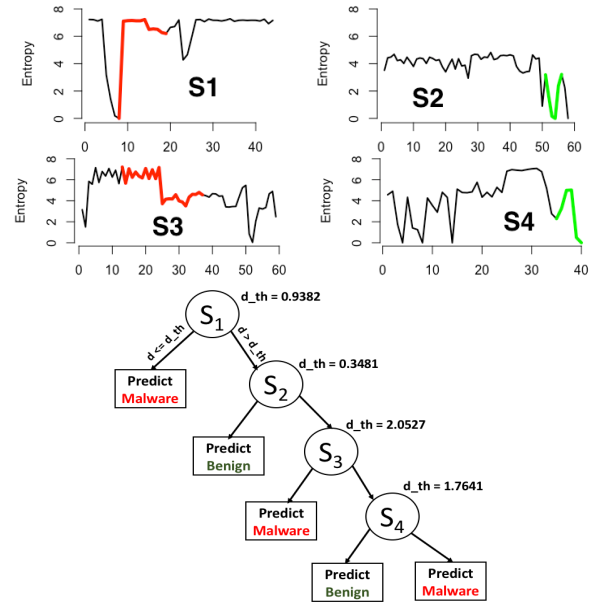 8
6
4
2
0
Entropy
S1
0 10 20 30 40
8
6
4
2
0
Entropy
S2
0 10 20 30 40 50 60
8
6
4
2
0
Entropy
S3
0 10 20 30 40 50 60
8
6
4
2
0
Entropy
S4
0 10 20 30 40
S1
d_th = 0.9382
d <= d_th
d > d_th
Predict
Malware
S2
d_th = 0.3481
Predict
Benign
S3
d_th = 2.0527
Predict
Malware
S4
d_th = 1.7641
Predict
Benign
Predict
Malware